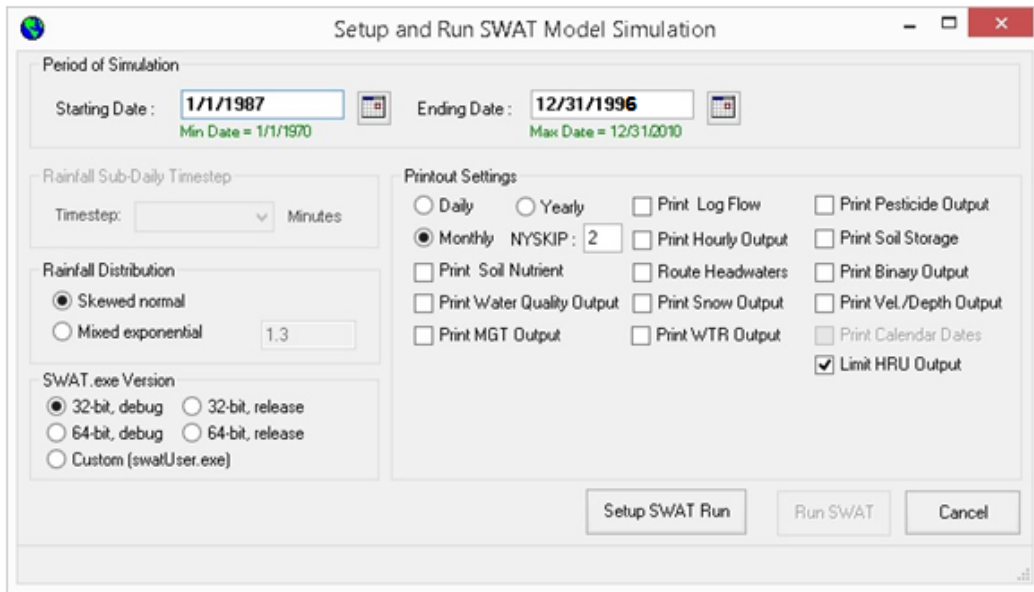 Setup and Run SWAT Model Simulation
Period of Simulation
Starting Date : 1/1/1987 Ending Date : 12/31/1996
Min Date = 1/1/1970 Max Date = 12/31/2010
Rainfall Sub-Daily Timestep
Timestep: Minutes
Rainfall Distribution
Skewed normal
Mixed exponential 1.3
SWAT.exe Version
32-bit, debug 32-bit, release
64-bit, debug 64-bit, release
Custom (swatUser.exe)
Printout Settings
Daily Yearly Print Log Flow Print Pesticide Output
Monthly NYSKIP : 2 Print Hourly Output Print Soil Storage
Print Soil Nutrient Route Headwaters Print Binary Output
Print Water Quality Output Print Snow Output Print Vel./Depth Output
Print MGT Output Print WTR Output Print Calendar Dates
Limit HRU Output
Setup SWAT Run Run SWAT Cancel